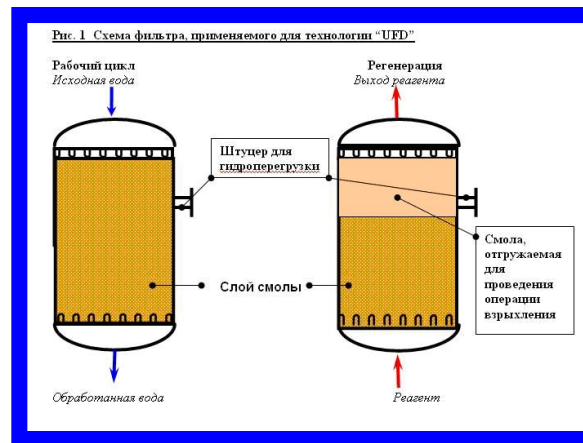 Рис. 1 Схема фильтра, применяемого для технологии “UFD”
Рабочий цикл
Исходная вода
Регенерация
Выход реагента
Штуцер для
гидроперегрузки
Смола,
отгружаемая
для
проведения
операции
взрыхления
Слой смолы
Обработанная вода
Реагент